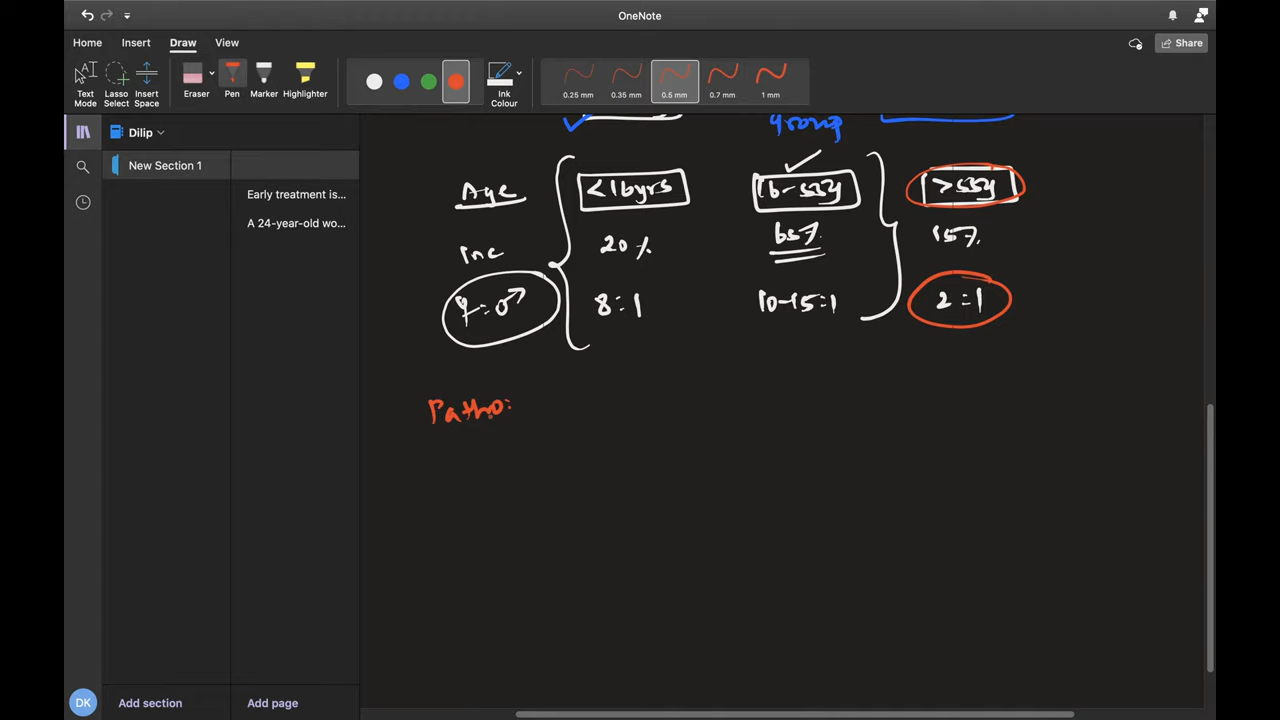 OneNote
Home Insert Draw View
Share
Text Mode
Lasso Select
Insert Space
Eraser
Pen
Marker
Highlighter
Ink Colour
0.25 mm
0.35 mm
0.5 mm
0.7 mm
1 mm
Dilip
New Section 1
Early treatment is...
A 24-year-old wo...
group
Age <16yrs 16-55y >55y
Inc 20% 65% 15%
♀:♂ 8:1 10-15:1 2:1
Patho:
DK
Add section
Add page